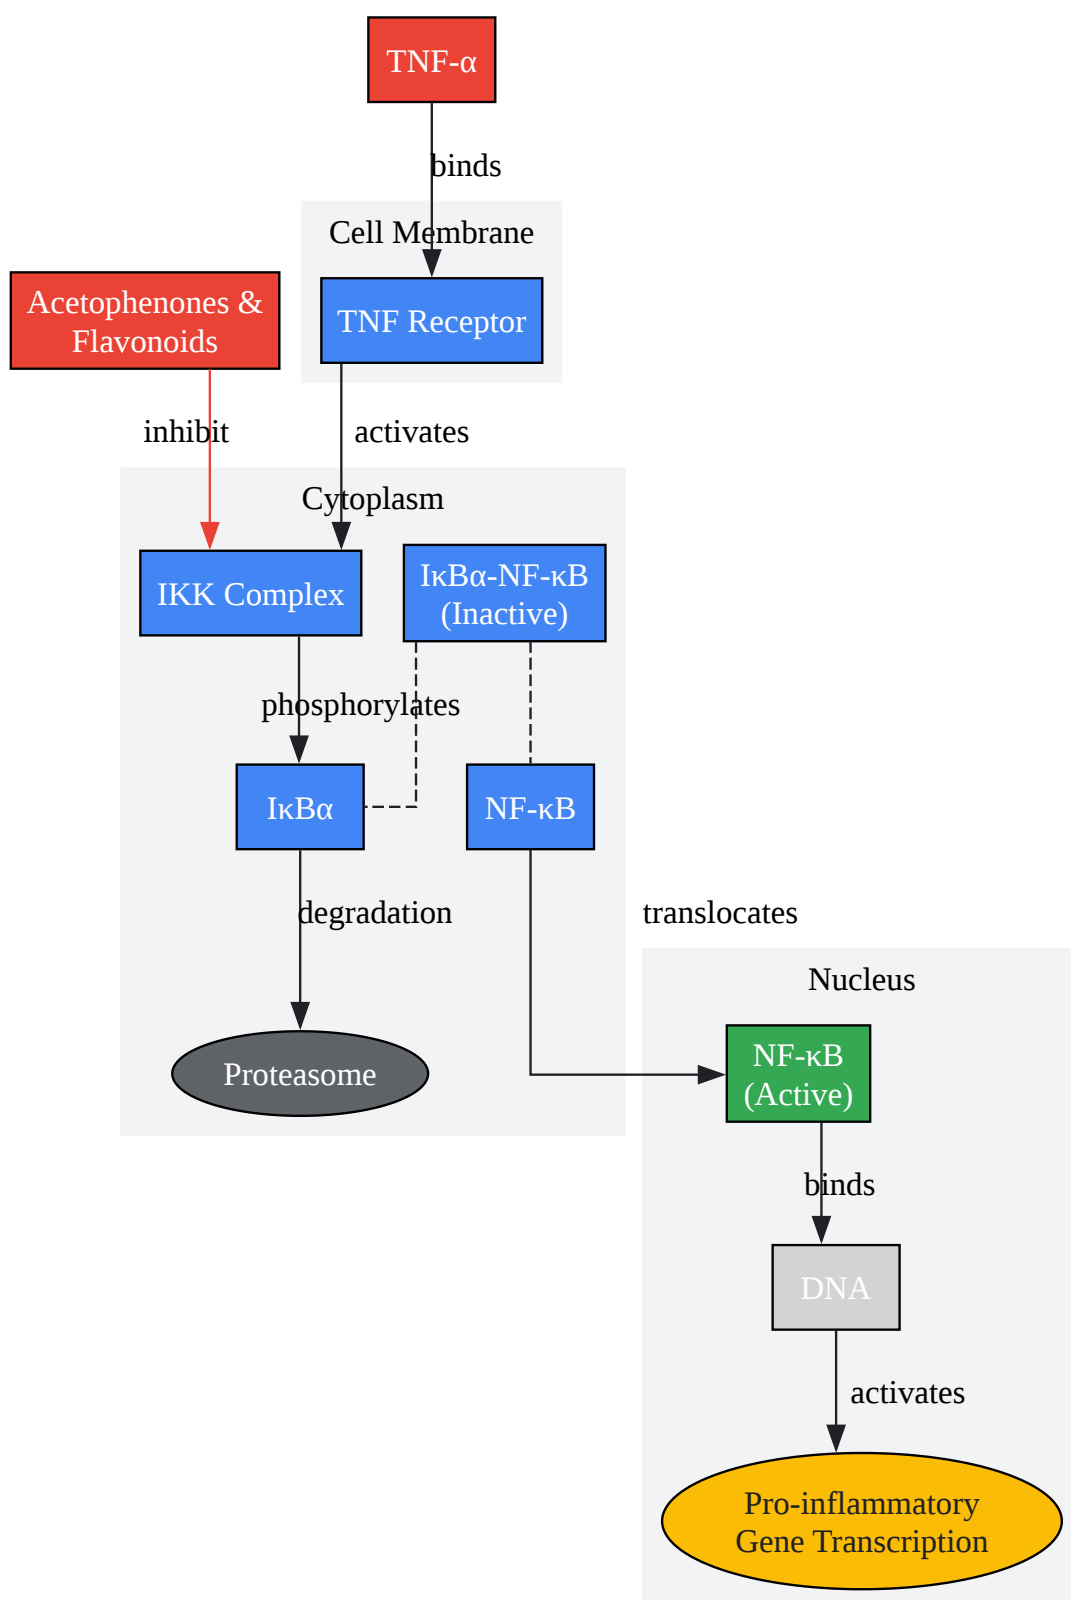 TNF-α
binds
Cell Membrane
TNF Receptor
Acetophenones &
Flavonoids
inhibit
activates
Cytoplasm
IKK Complex
IκBα-NF-κB
(Inactive)
phosphorylates
IκBα
NF-κB
degradation
translocates
Nucleus
Proteasome
NF-κB
(Active)
binds
DNA
activates
Pro-inflammatory
Gene Transcription